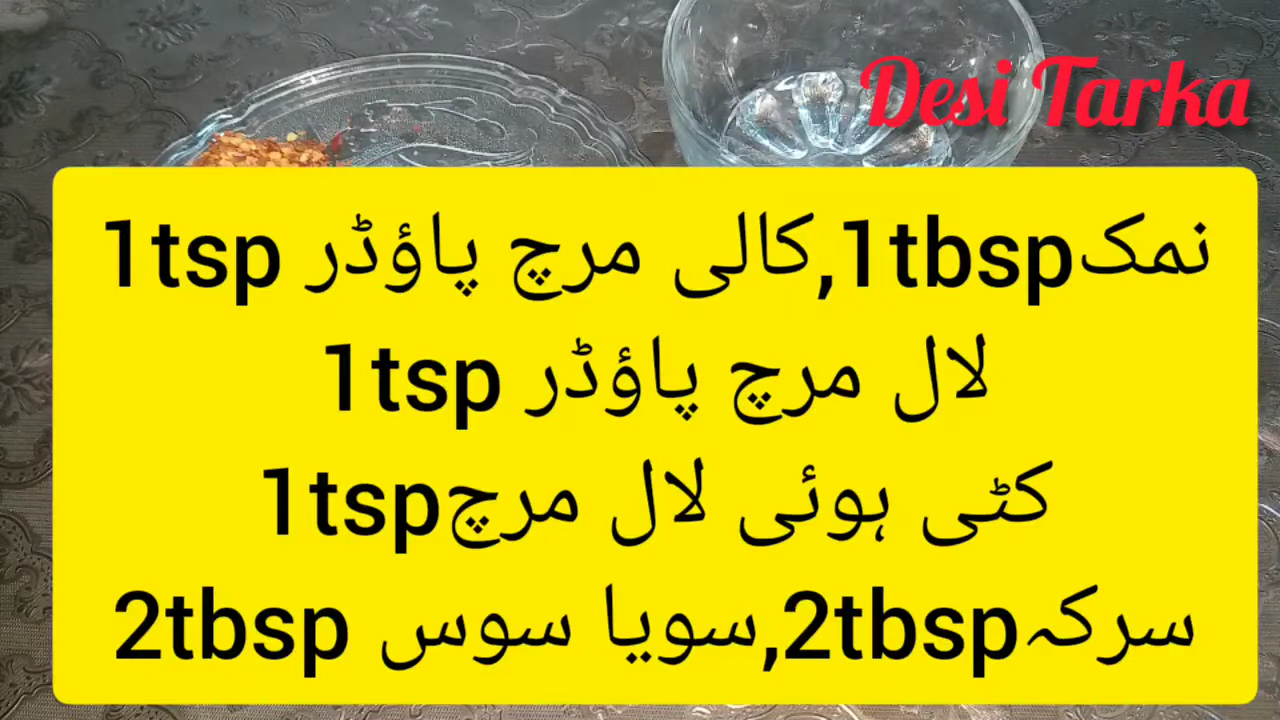 Desi Tarka
نمک1tbsp,کالی مرچ پاؤڈر 1tsp
لال مرچ پاؤڈر 1tsp
کٹی ہوئی لال مرچ1tsp
سرکہ2tbsp,سویا سوس 2tbsp